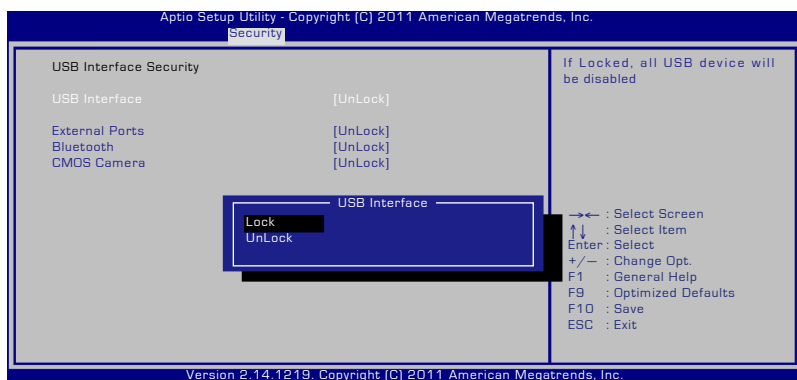 Aptio Setup Utility - Copyright (C) 2011 American Megatrends, Inc.
Security
USB Interface Security
USB Interface [UnLock]
External Ports [UnLock]
Bluetooth [UnLock]
CMOS Camera [UnLock]
USB Interface
Lock
UnLock
If Locked, all USB device will
be disabled
→← : Select Screen
↑↓ : Select Item
Enter : Select
+/— : Change Opt.
F1 : General Help
F9 : Optimized Defaults
F10 : Save
ESC : Exit
Version 2.14.1219. Copyright (C) 2011 American Megatrends, Inc.